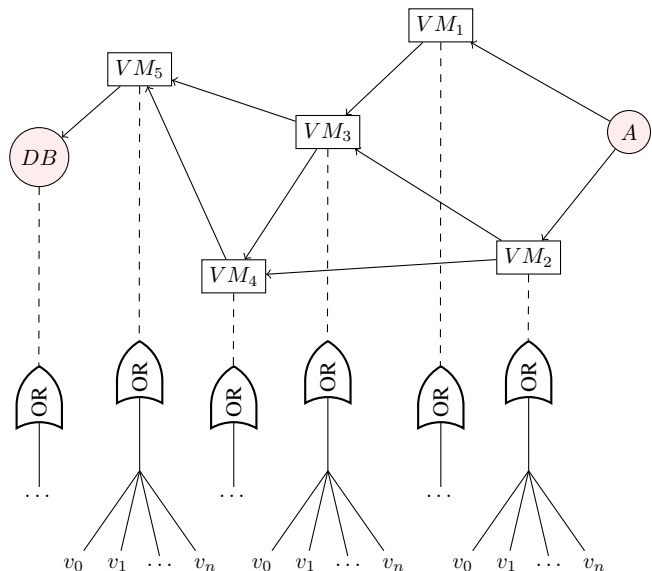 VM₁
VM₅
VM₃
A
DB
VM₂
VM₄
OR OR OR OR OR OR
... ... ...
v₀ v₁ ... vₙ v₀ v₁ ... vₙ v₀ v₁ ... vₙ